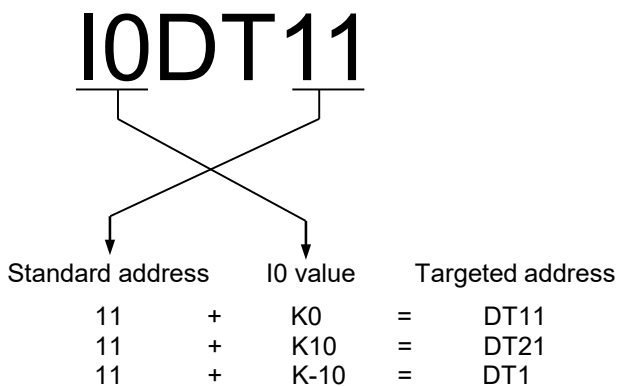 I0DT11
Standard address I0 value Targeted address
11 + K0 = DT11
11 + K10 = DT21
11 + K-10 = DT1